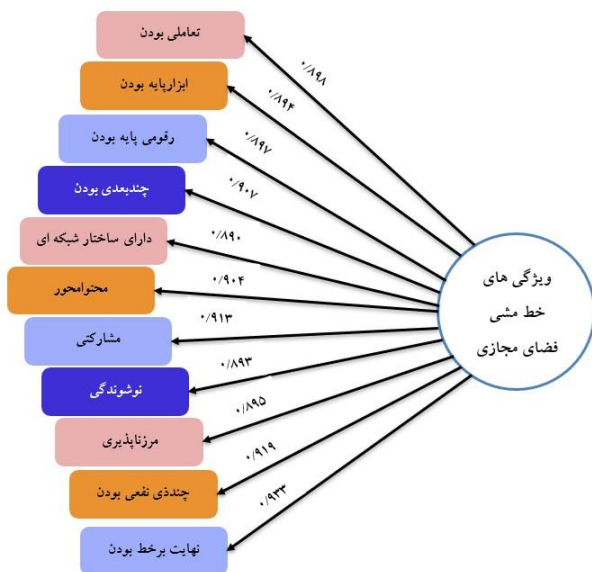 تعاملی بودن
۰/۸۹۸
ابزارپایه بودن
۰/۸۹۴
رقومی پایه بودن
۰/۸۹۷
چندبعدی بودن
۰/۹۰۷
دارای ساختار شبکه ای
۰/۸۹۰
محتوامحور
۰/۹۰۴
مشارکتی
۰/۹۱۳
نوشوندگی
۰/۸۹۳
مرزناپذیری
۰/۸۹۵
چندذی نفعی بودن
۰/۹۱۹
نهایت برخط بودن
۰/۹۳۳
ویژگی های
خط مشی
فضای مجازی